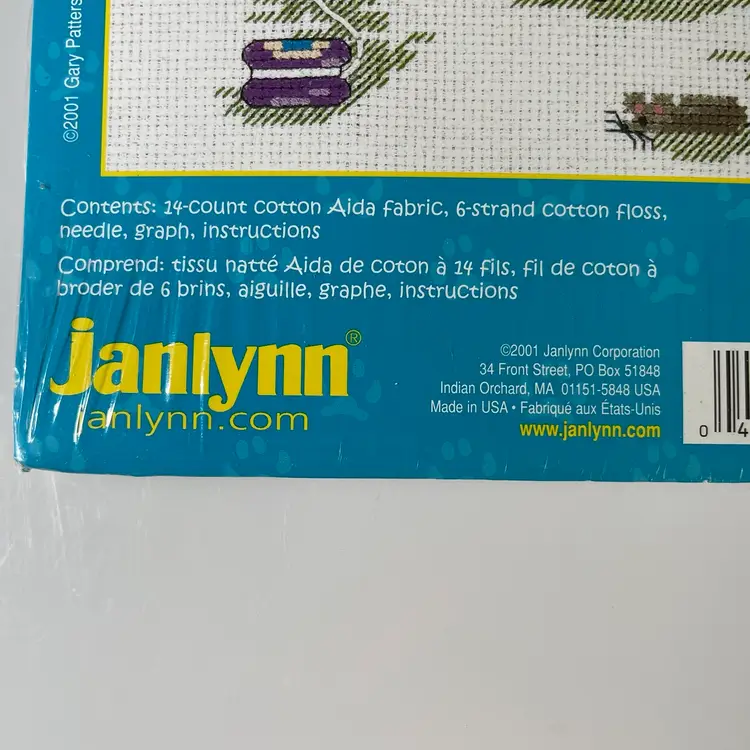 ©2001 Gary Patters
Contents: 14-count cotton Aida fabric, 6-strand cotton floss,
needle, graph, instructions
Comprend: tissu natté Aida de coton à 14 fils, fil de coton à
broder de 6 brins, aiguille, graphe, instructions
janlynn®
janlynn.com
©2001 Janlynn Corporation
34 Front Street, PO Box 51848
Indian Orchard, MA 01151-5848 USA
Made in USA • Fabriqué aux États-Unis
www.janlynn.com
0 4